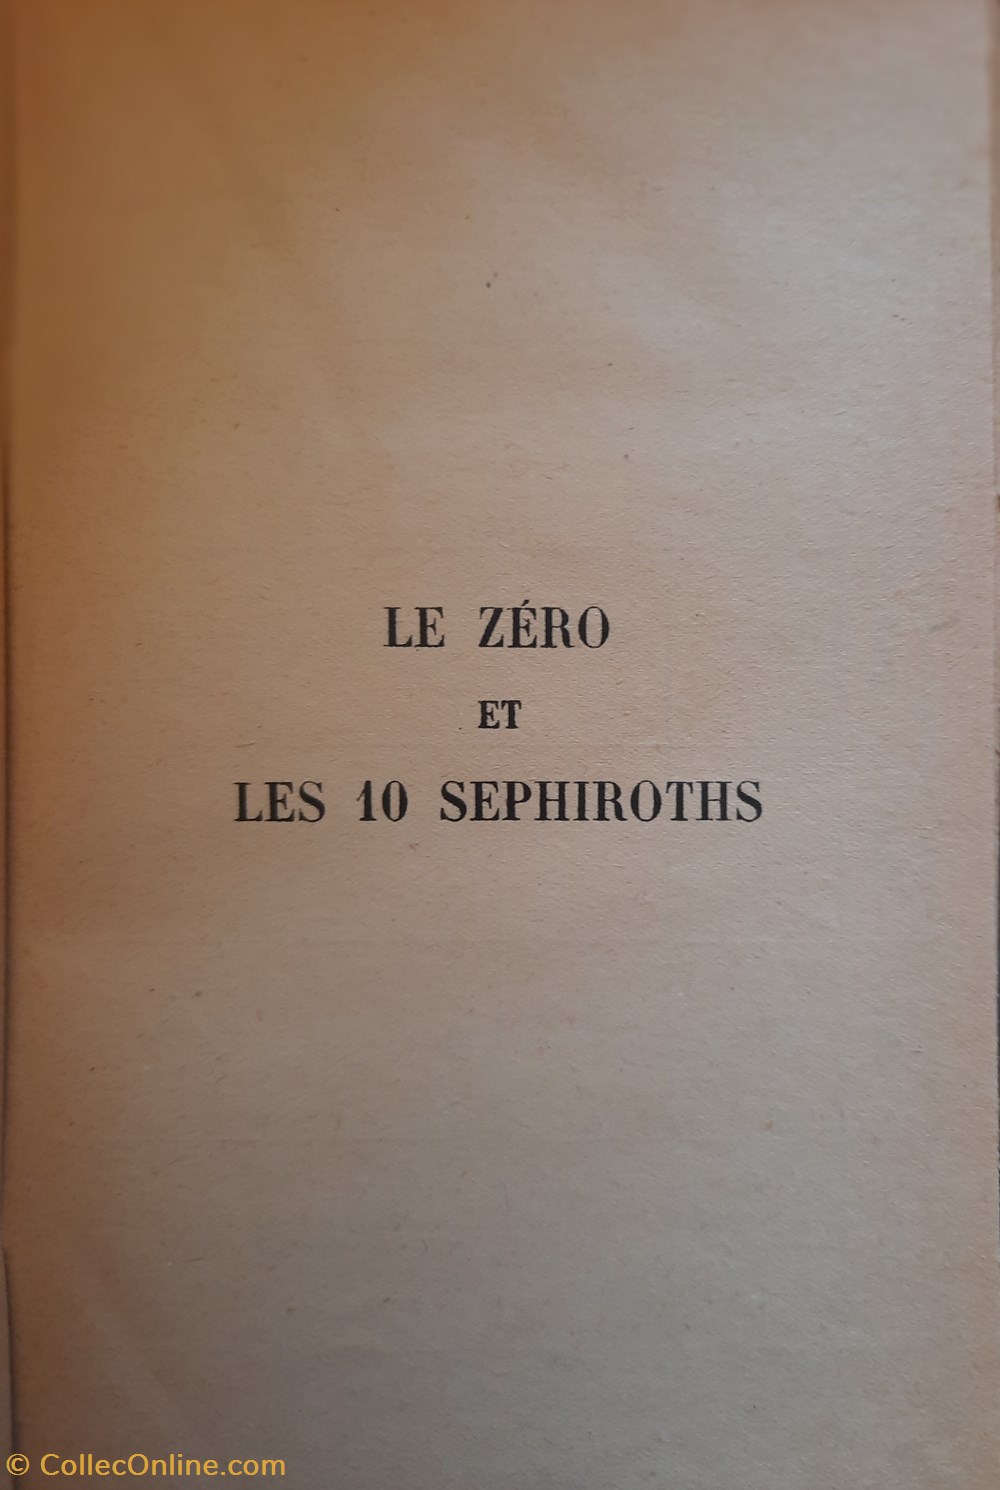 LE ZÉRO
ET
LES 10 SEPHIROTHS
© CollecOnline.com